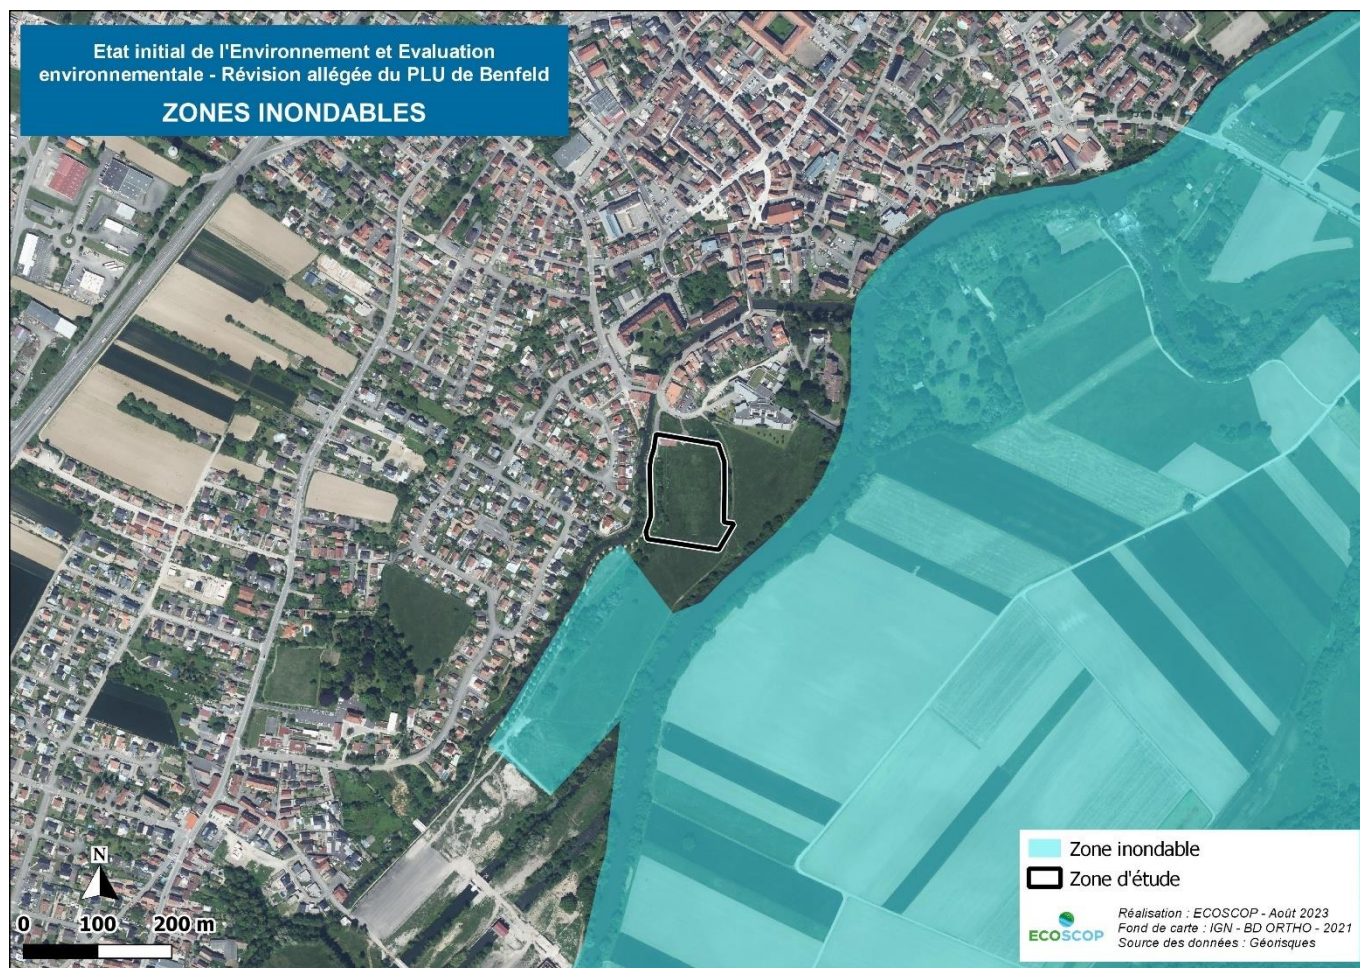 Etat initial de l'Environnement et Evaluation
environnementale - Révision allégée du PLU de Benfeld
ZONES INONDABLES
N
0 100 200 m
Zone inondable
Zone d'étude
ECOSCOP
Réalisation : ECOSCOP - Août 2023
Fond de carte : IGN - BD ORTHO - 2021
Source des données : Géorisques